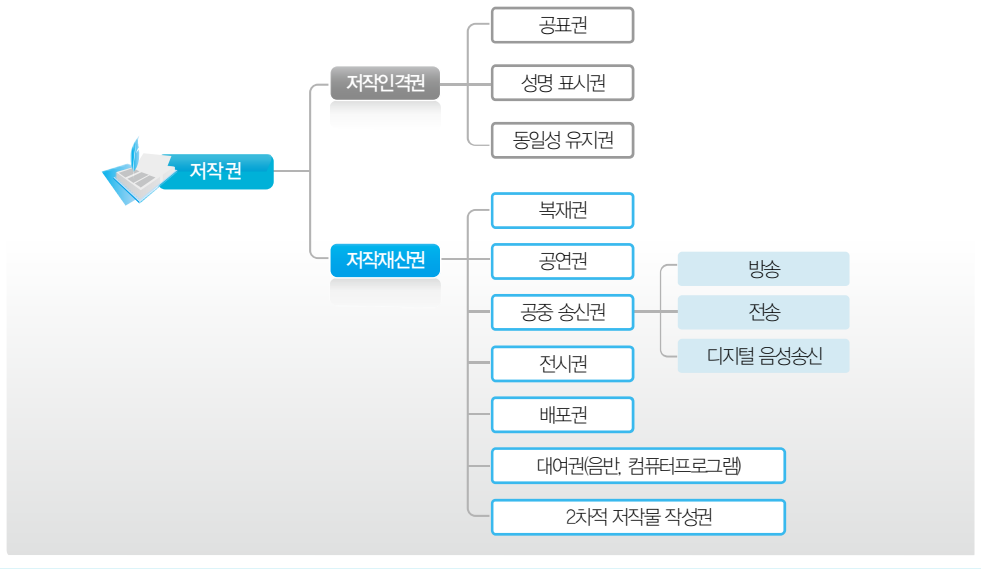 저작권
저작인격권
공표권
성명 표시권
동일성 유지권
저작재산권
복재권
공연권
공중 송신권
방송
전송
디지털 음성송신
전시권
배포권
대여권(음반, 컴퓨터프로그램)
2차적 저작물 작성권